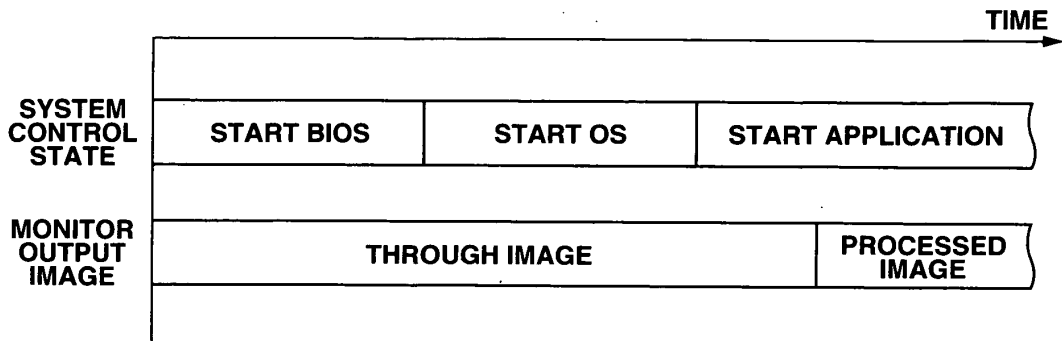 TIME
SYSTEM
CONTROL
STATE
START BIOS
START OS
START APPLICATION
MONITOR
OUTPUT
IMAGE
THROUGH IMAGE
PROCESSED
IMAGE